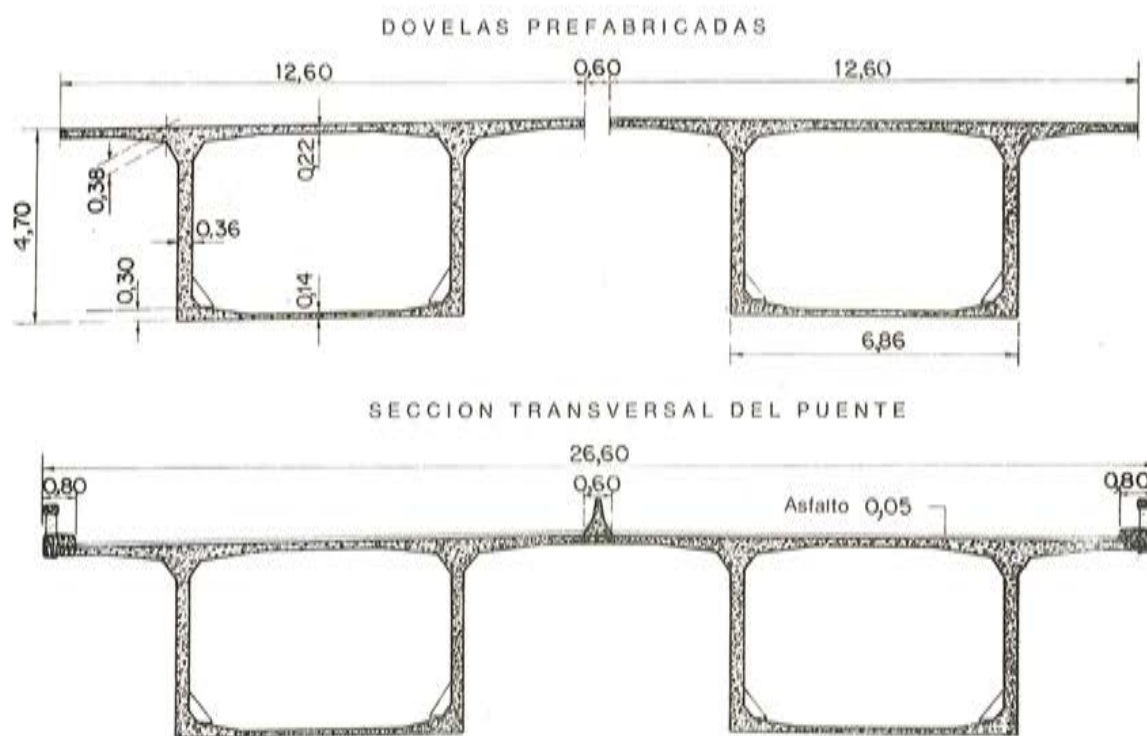 DOVELAS PREFABRICADAS
12,60 0,60 12,60
4,70
0,38
0,22
0,36
0,30
0,14
6,86
SECCION TRANSVERSAL DEL PUENTE
26,60
0,80 0,60 0,80
Asfalto 0,05